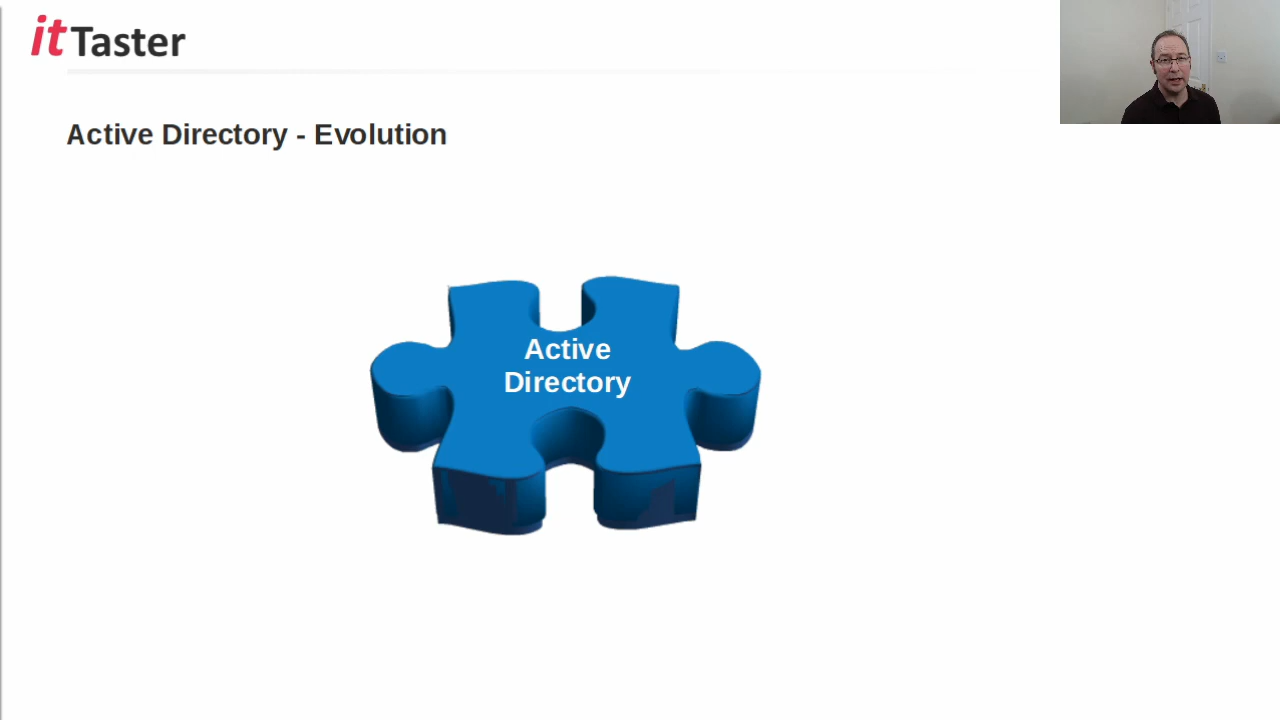 itTaster
Active Directory - Evolution
Active
Directory